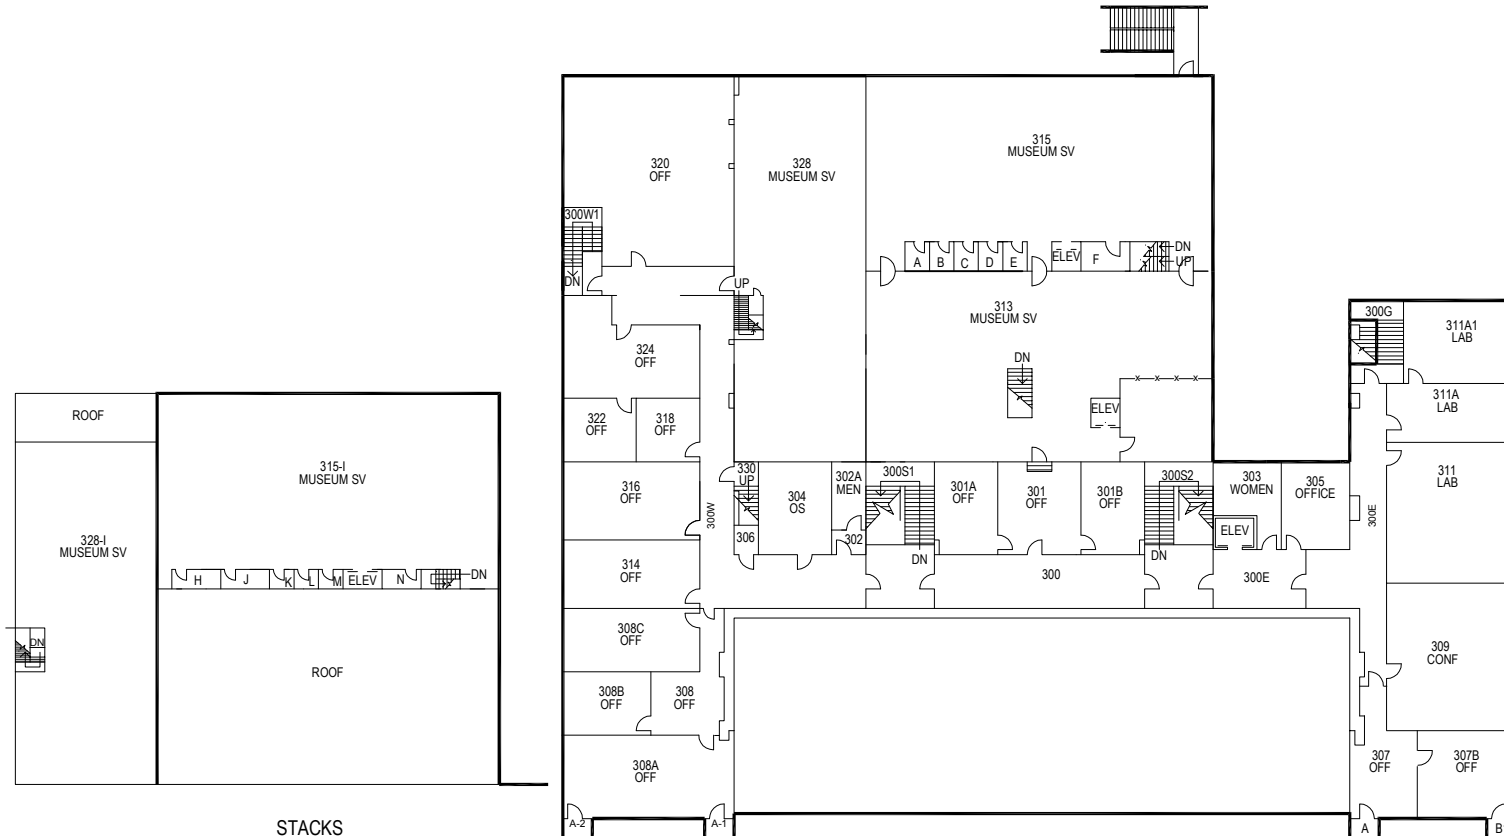 315
MUSEUM SV
320
OFF
328
MUSEUM SV
300W1
DN
A
B
C
D
E
ELEV
F
DN
UP
DN
UP
313
MUSEUM SV
300G
311A1
LAB
324
OFF
DN
311A
LAB
ELEV
322
OFF
318
OFF
ROOF
315-I
MUSEUM SV
330
UP
304
OS
302A
MEN
300S1
301A
OFF
301
OFF
301B
OFF
300S2
303
WOMEN
305
OFFICE
311
LAB
316
OFF
300W
300E
ELEV
306
302
DN
DN
328-I
MUSEUM SV
314
OFF
300
300E
H
J
K
L
M
ELEV
N
DN
308C
OFF
309
CONF
DN
ROOF
308B
OFF
308
OFF
308A
OFF
307
OFF
307B
OFF
A-2
A-1
A
B
STACKS